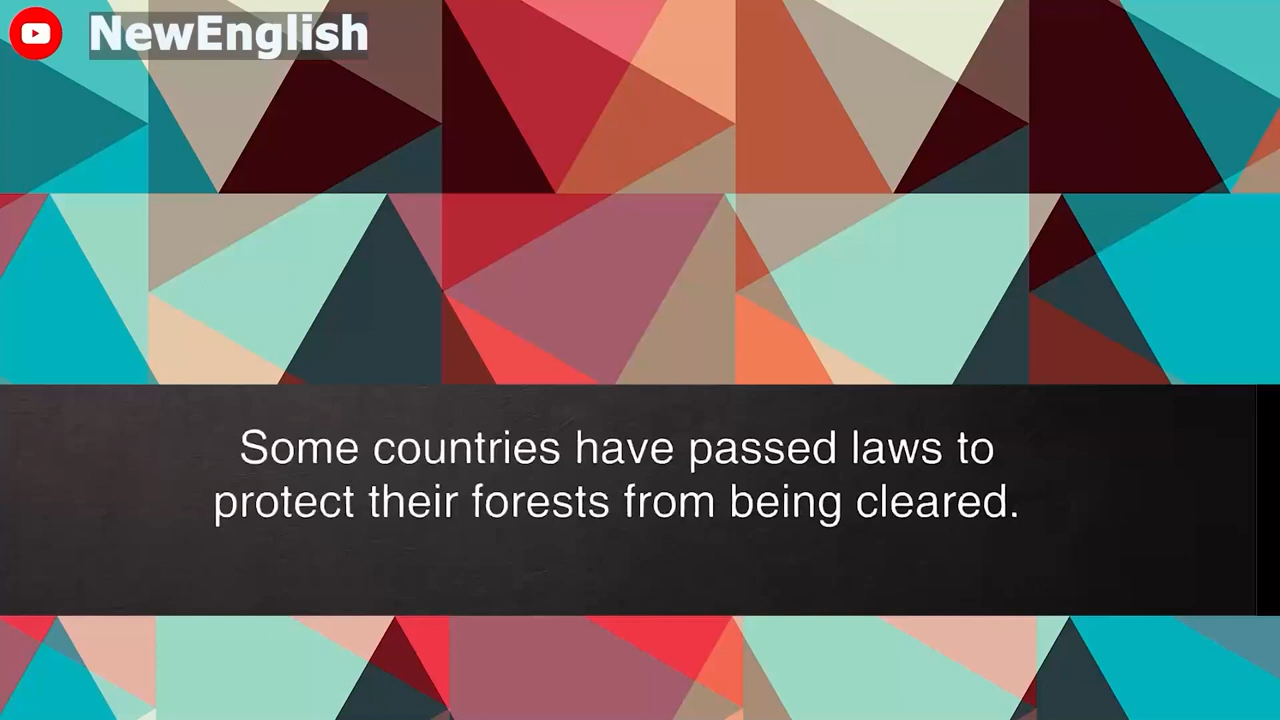 NewEnglish
Some countries have passed laws to
protect their forests from being cleared.